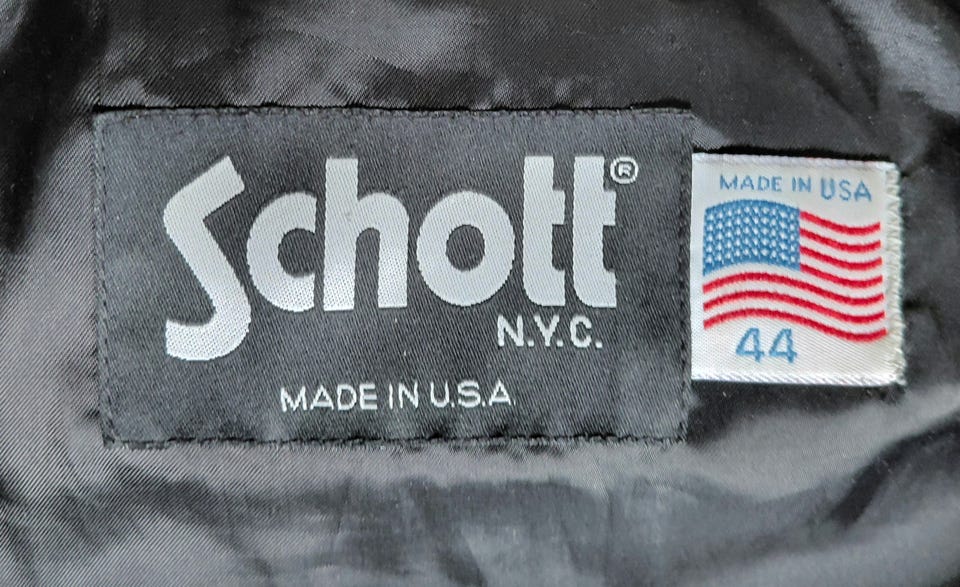 Schott®
N.Y.C.
MADE IN U.S.A
MADE IN USA
44